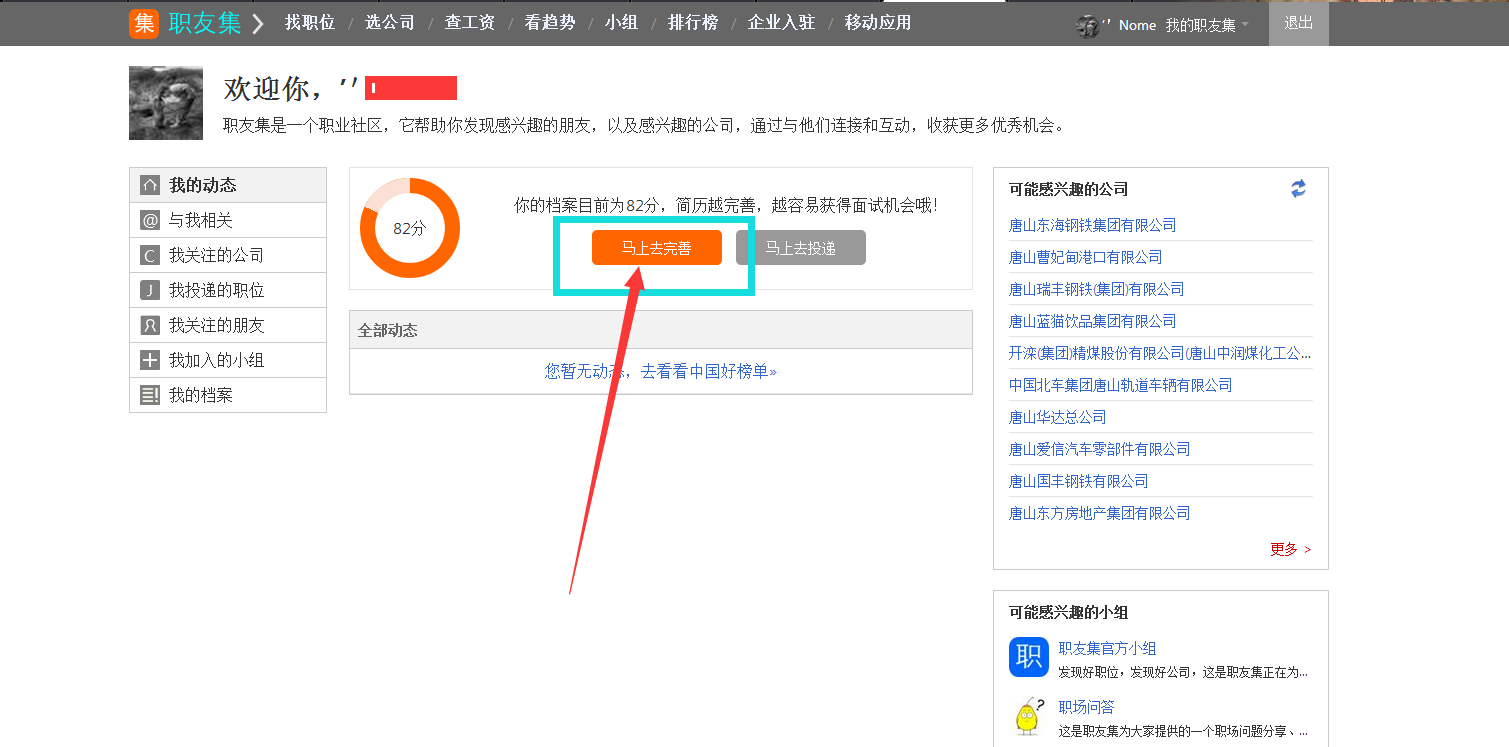 集 职友集 找职位 / 选公司 / 查工资 / 看趋势 / 小组 / 排行榜 / 企业入驻 / 移动应用 ′′ Nome 我的职友集 退出
欢迎你，′′
职友集是一个职业社区，它帮助你发现感兴趣的朋友，以及感兴趣的公司，通过与他们连接和互动，收获更多优秀机会。
我的动态
@ 与我相关
C 我关注的公司
J 我投递的职位
我关注的朋友
我加入的小组
我的档案
82分
你的档案目前为82分，简历越完善，越容易获得面试机会哦！
马上去完善 马上去投递
全部动态
您暂无动态，去看看中国好榜单»
可能感兴趣的公司
唐山东海钢铁集团有限公司
唐山曹妃甸港口有限公司
唐山瑞丰钢铁(集团)有限公司
唐山蓝猫饮品集团有限公司
开滦(集团)精煤股份有限公司(唐山中润煤化工公...
中国北车集团唐山轨道车辆有限公司
唐山华达总公司
唐山爱信汽车零部件有限公司
唐山国丰钢铁有限公司
唐山东方房地产集团有限公司
更多 >
可能感兴趣的小组
职 职友集官方小组
发现好职位，发现好公司，这是职友集正在为...
职场问答
这是职友集为大家提供的一个职场问题分享、...